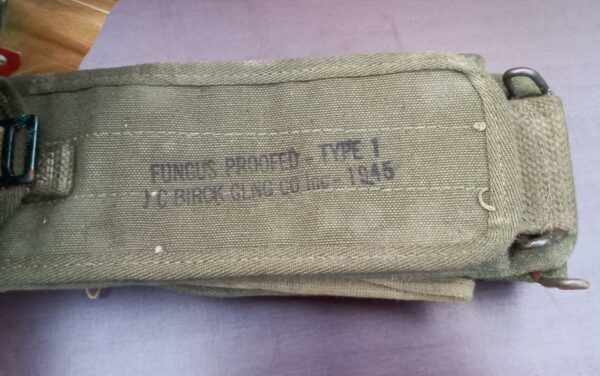 FUNGUS PROOFED - TYPE 1
J C BIRCK CLNG CO Inc - 1945